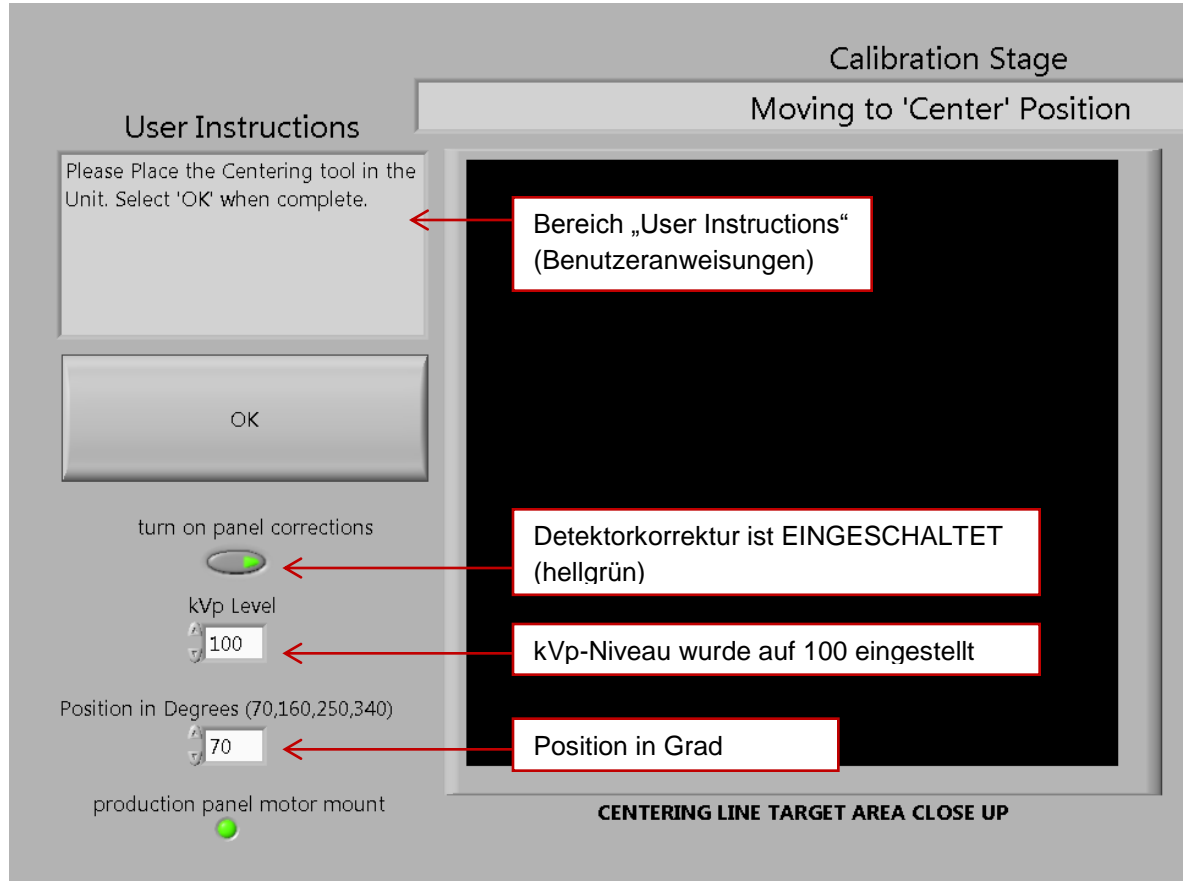 Calibration Stage
Moving to 'Center' Position
User Instructions
Please Place the Centering tool in the
Unit. Select 'OK' when complete.
Bereich „User Instructions“
(Benutzeranweisungen)
OK
turn on panel corrections
Detektorkorrektur ist EINGESCHALTET
(hellgrün)
kVp Level
100
kVp-Niveau wurde auf 100 eingestellt
Position in Degrees (70,160,250,340)
70
Position in Grad
production panel motor mount
CENTERING LINE TARGET AREA CLOSE UP